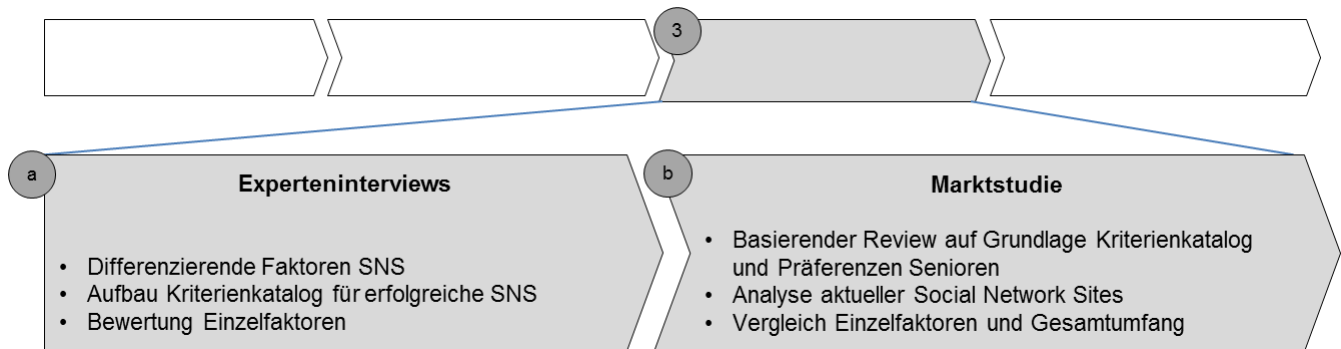 3
a
Experteninterviews
• Differenzierende Faktoren SNS
• Aufbau Kriterienkatalog für erfolgreiche SNS
• Bewertung Einzelfaktoren
b
Marktstudie
• Basierender Review auf Grundlage Kriterienkatalog
und Präferenzen Senioren
• Analyse aktueller Social Network Sites
• Vergleich Einzelfaktoren und Gesamtumfang